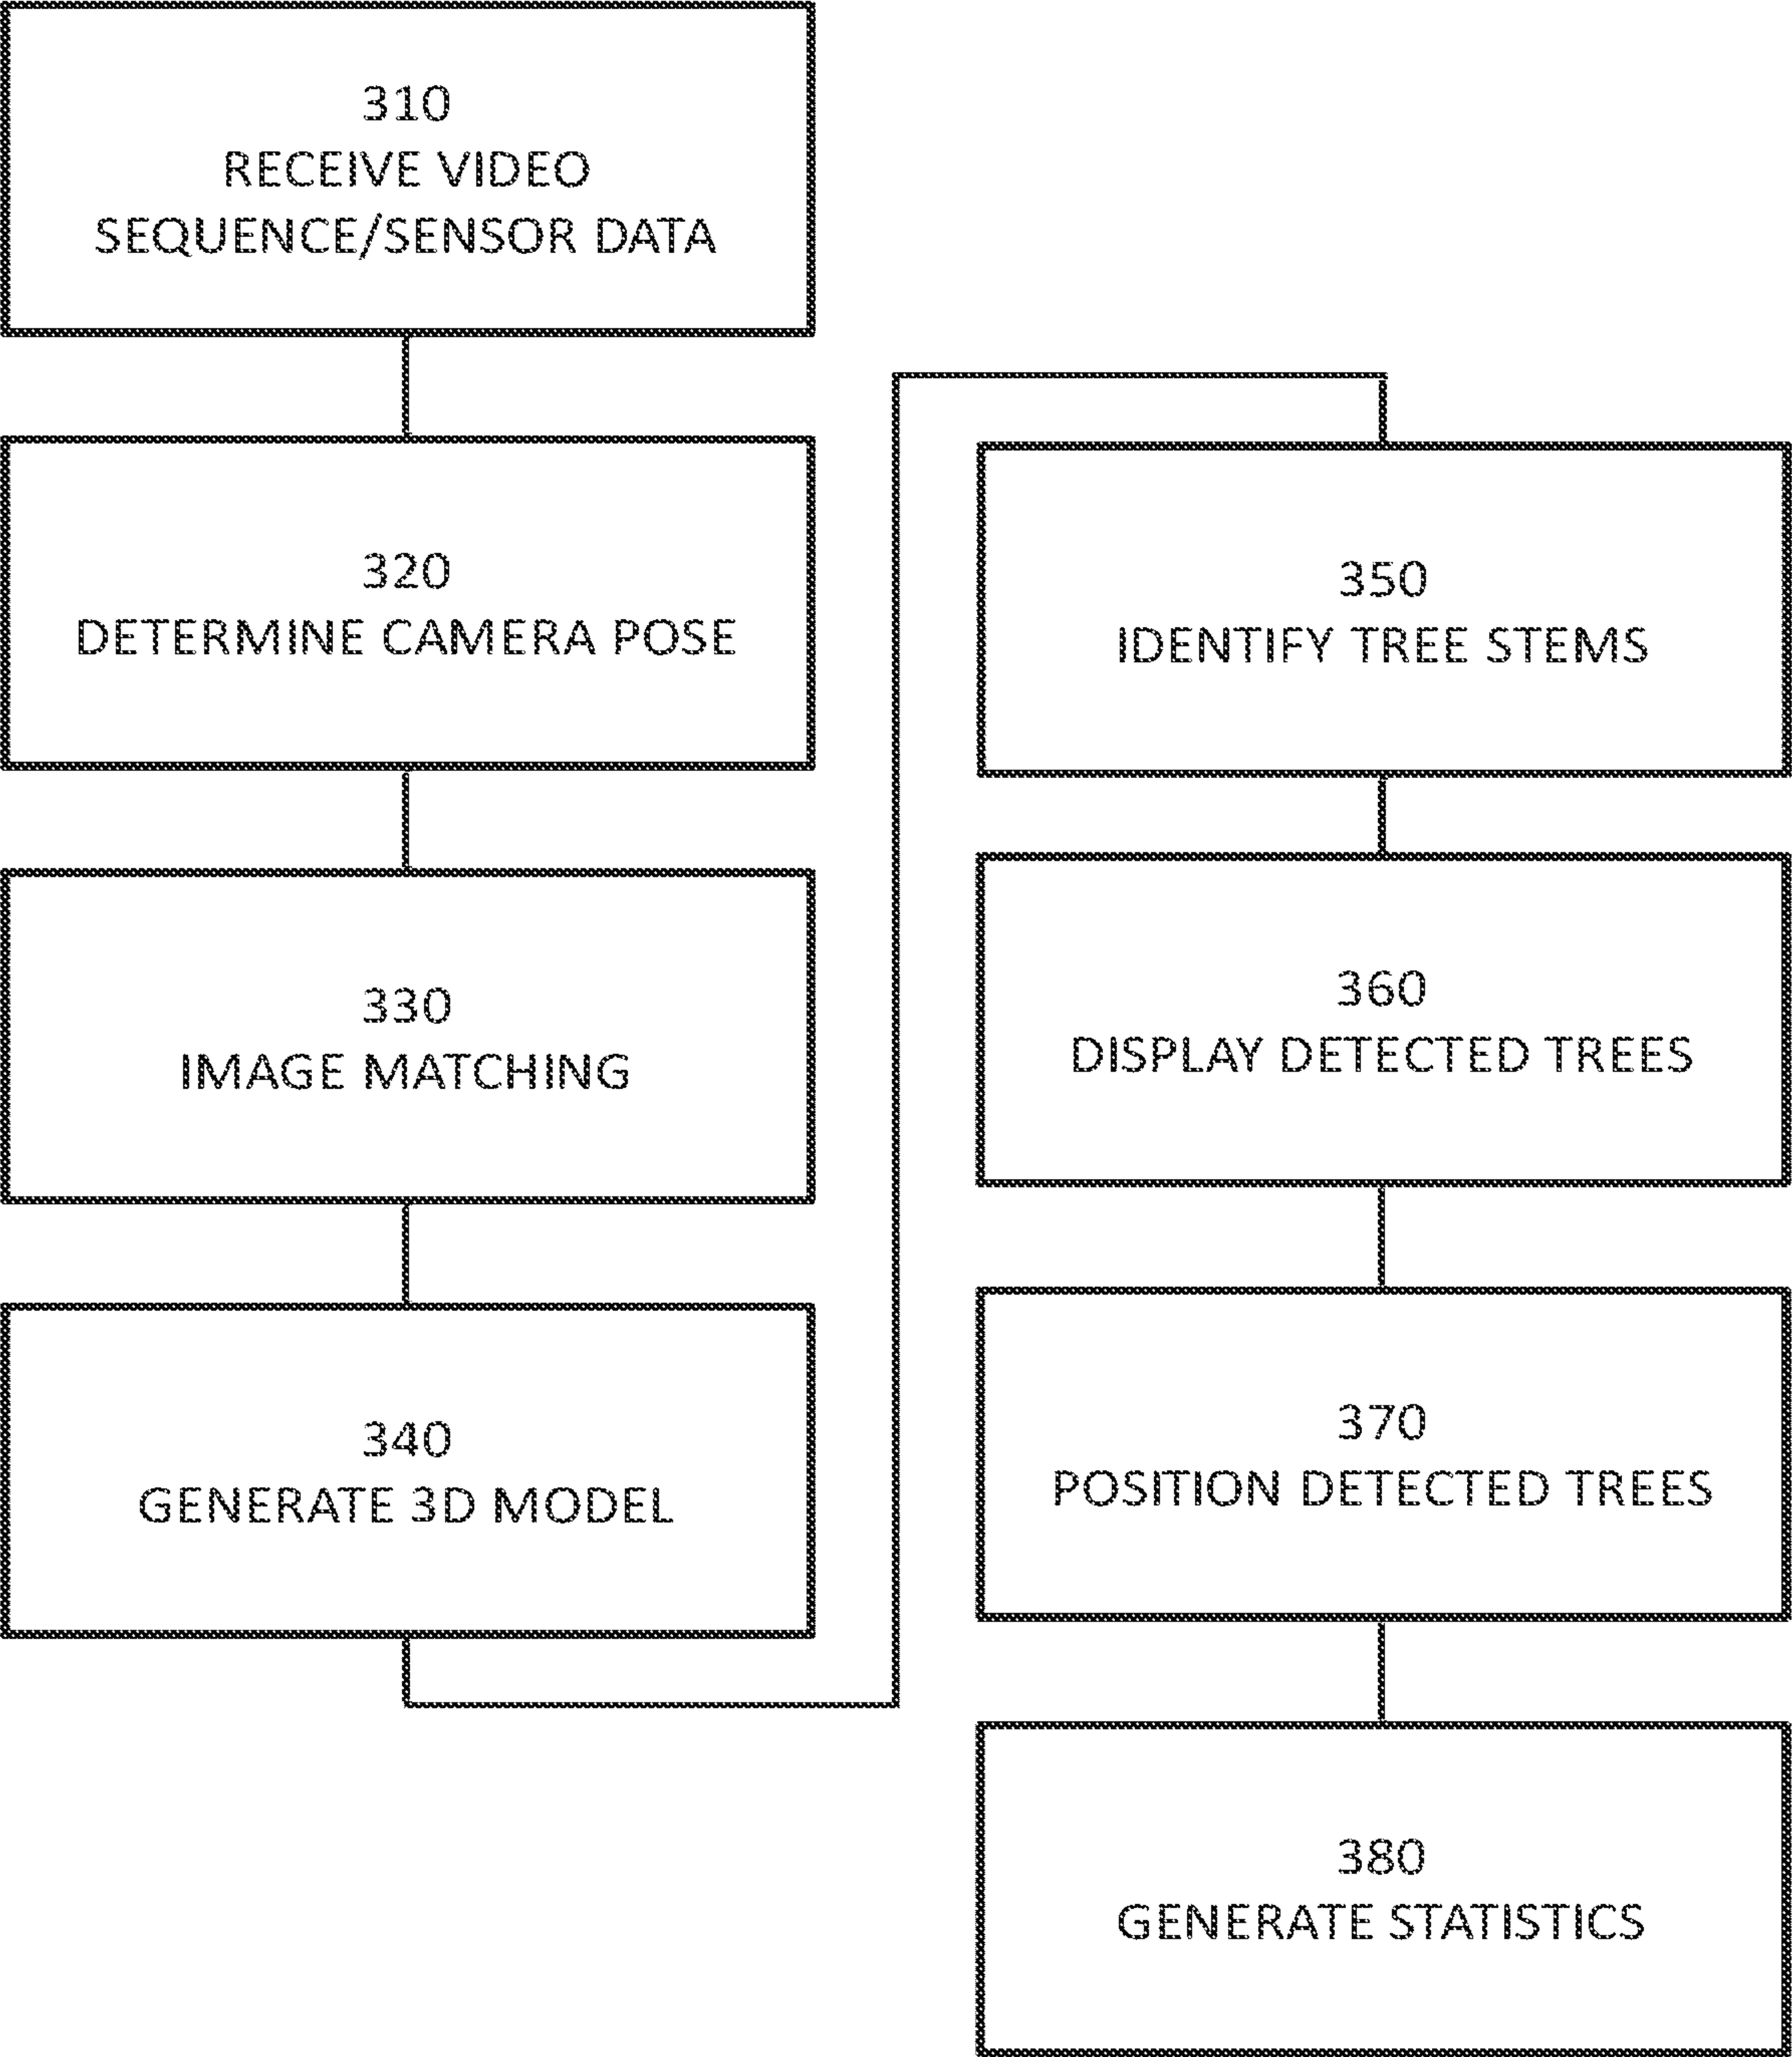 310
RECEIVE VIDEO
SEQUENCE/SENSOR DATA
320
DETERMINE CAMERA POSE
330
IMAGE MATCHING
340
GENERATE 3D MODEL
350
IDENTIFY TREE STEMS
360
DISPLAY DETECTED TREES
370
POSITION DETECTED TREES
380
GENERATE STATISTICS